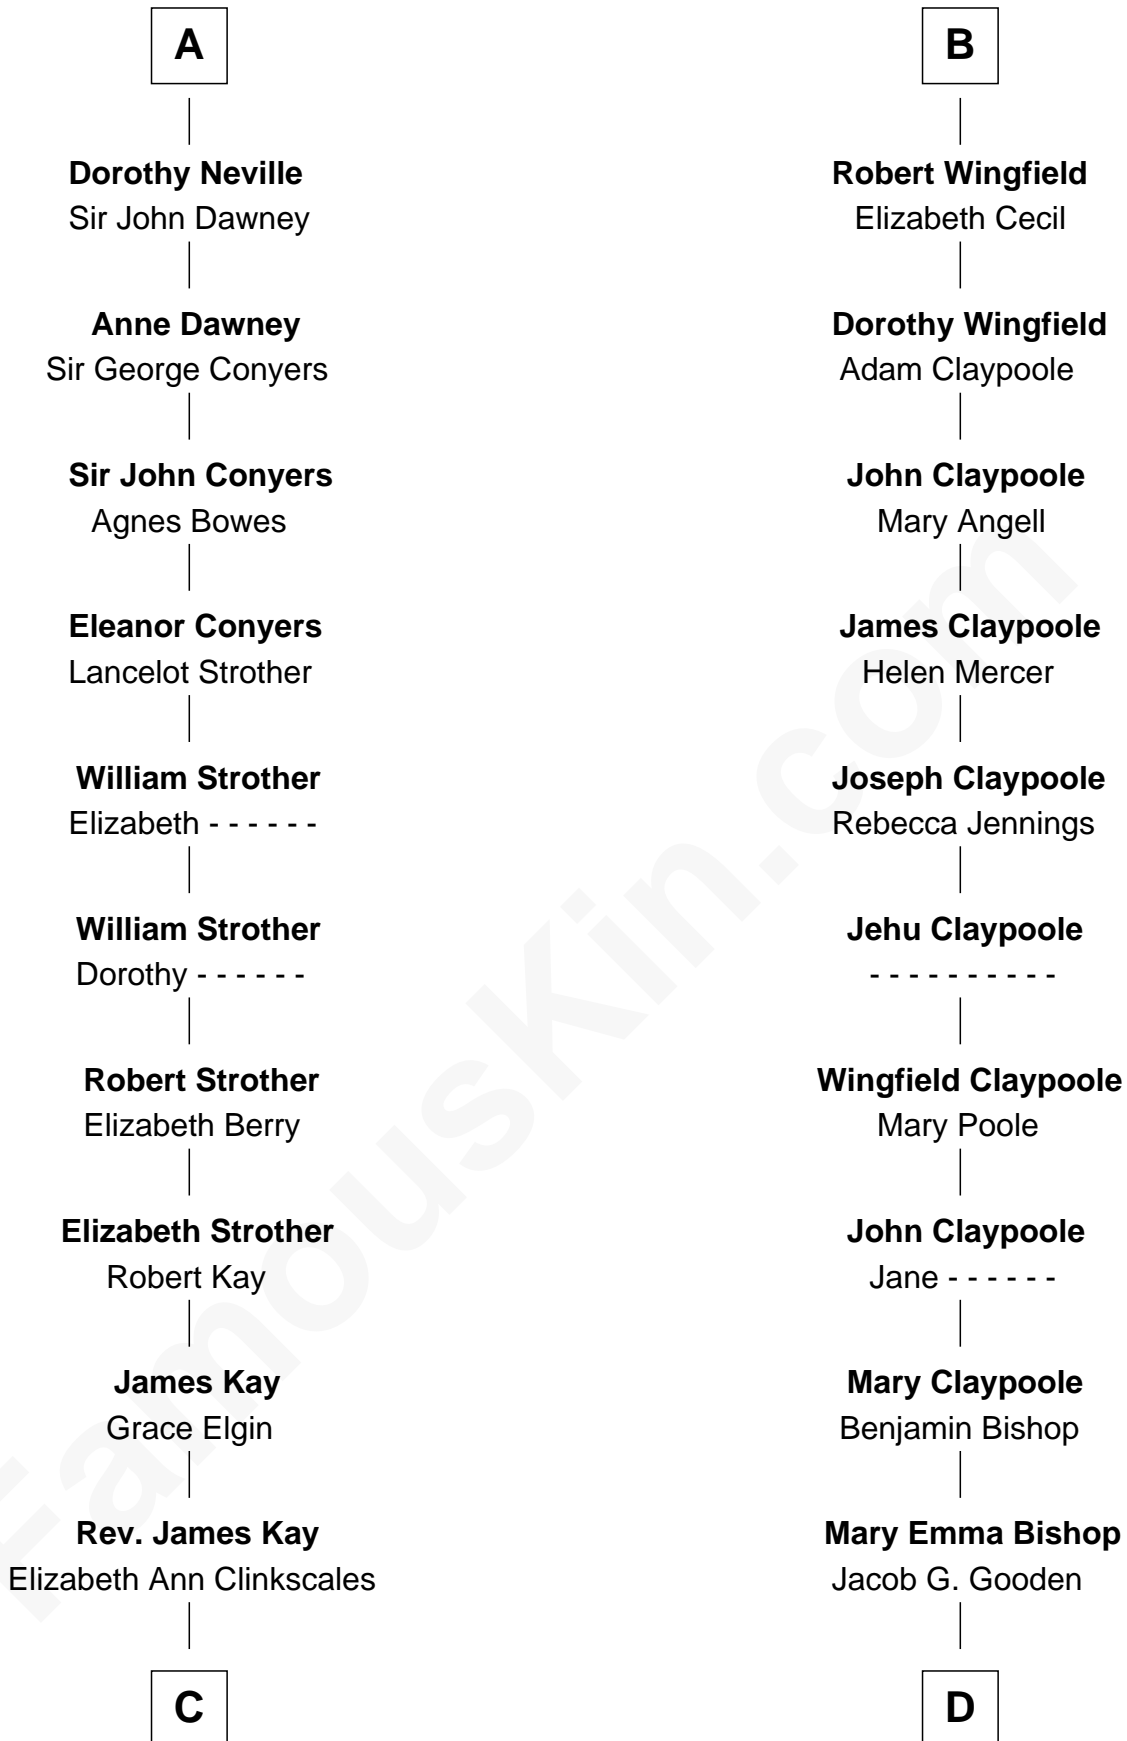 A
Dorothy Neville
Sir John Dawney
Anne Dawney
Sir George Conyers
Sir John Conyers
Agnes Bowes
Eleanor Conyers
Lancelot Strother
William Strother
Elizabeth - - - - - -
William Strother
Dorothy - - - - - -
Robert Strother
Elizabeth Berry
Elizabeth Strother
Robert Kay
James Kay
Grace Elgin
Rev. James Kay
Elizabeth Ann Clinkscales
C
B
Robert Wingfield
Elizabeth Cecil
Dorothy Wingfield
Adam Claypoole
John Claypoole
Mary Angell
James Claypoole
Helen Mercer
Joseph Claypoole
Rebecca Jennings
Jehu Claypoole
- - - - - - - - - -
Wingfield Claypoole
Mary Poole
John Claypoole
Jane - - - - - -
Mary Claypoole
Benjamin Bishop
Mary Emma Bishop
Jacob G. Gooden
D
FamousKin.com